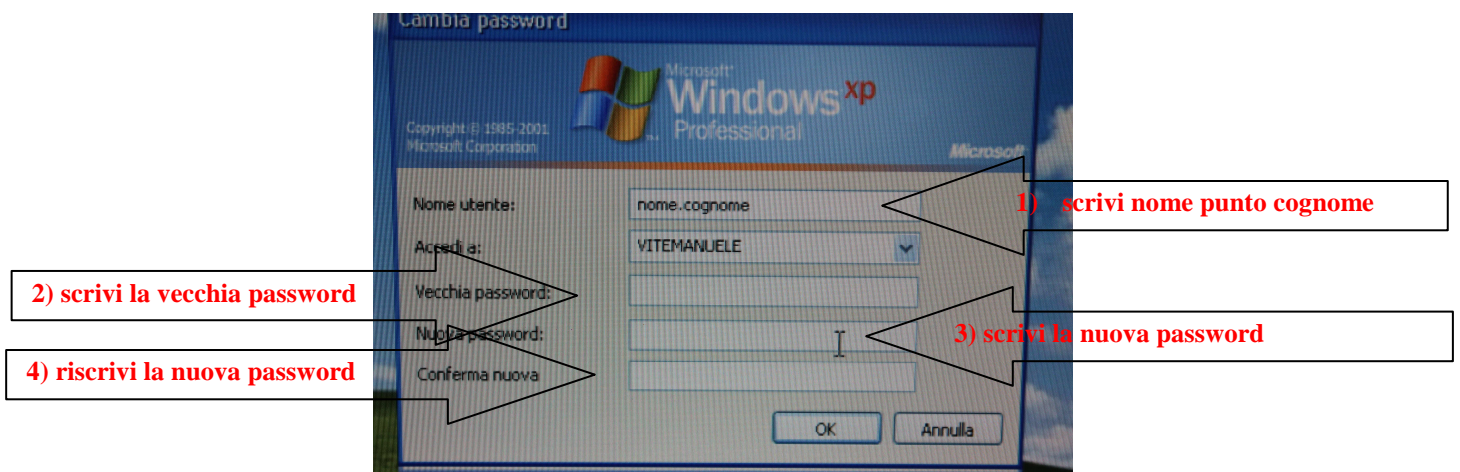 Cambia password
Microsoft
Windows xp
Professional
Copyright © 1985-2001
Microsoft Corporation
Microsoft
Nome utente:
nome.cognome
1) scrivi nome punto cognome
Accedi a:
VITEMANUELE
2) scrivi la vecchia password
Vecchia password:
Nuova password:
3) scrivi la nuova password
4) riscrivi la nuova password
Conferma nuova
OK
Annulla